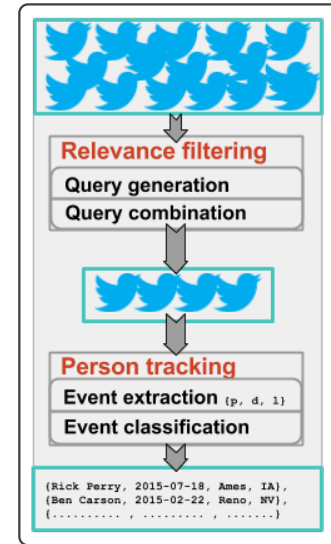 Relevance filtering
Query generation
Query combination
Person tracking
Event extraction {p, d, l}
Event classification
{Rick Perry, 2015-07-18, Ames, IA},
{Ben Carson, 2015-02-22, Reno, NV},
{.......... , ......... , .......}